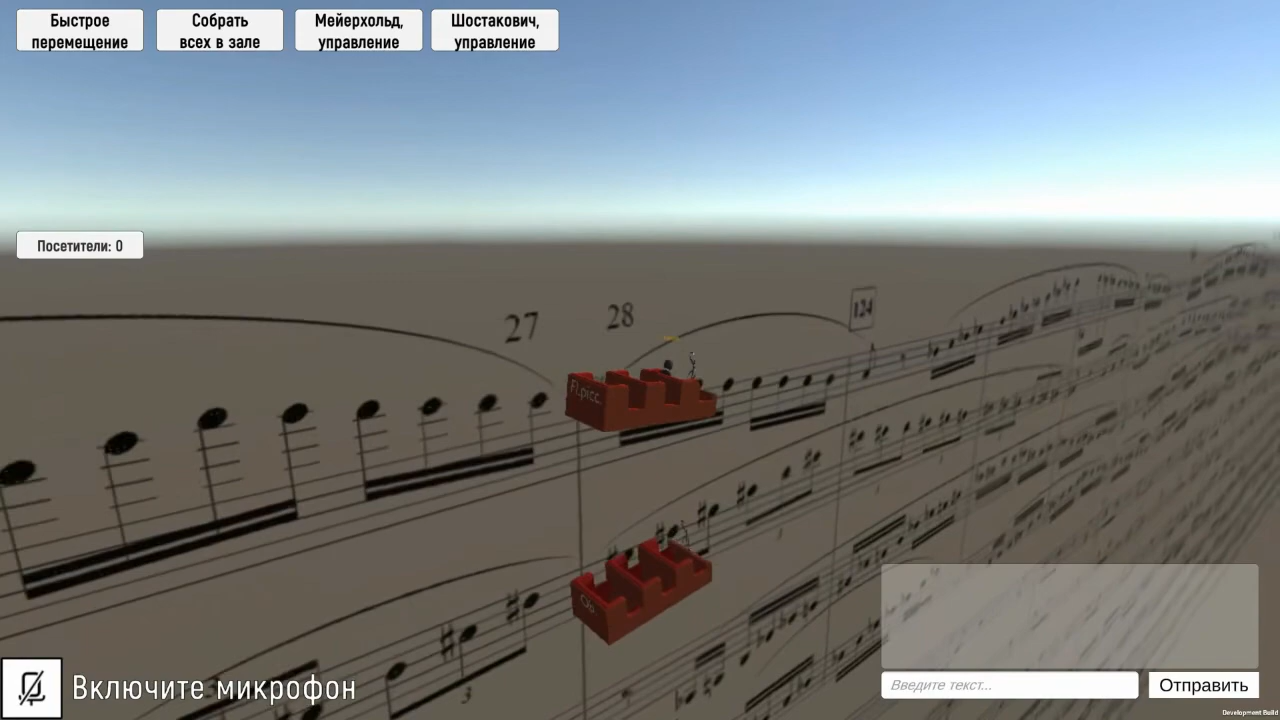 Быстрое
перемещение
Собрать
всех в зале
Мейерхольд,
управление
Шостакович,
управление
Посетители: 0
27
28
124
Fl.picc.
Ob.
3
Включите микрофон
Введите текст...
Отправить
Development Build